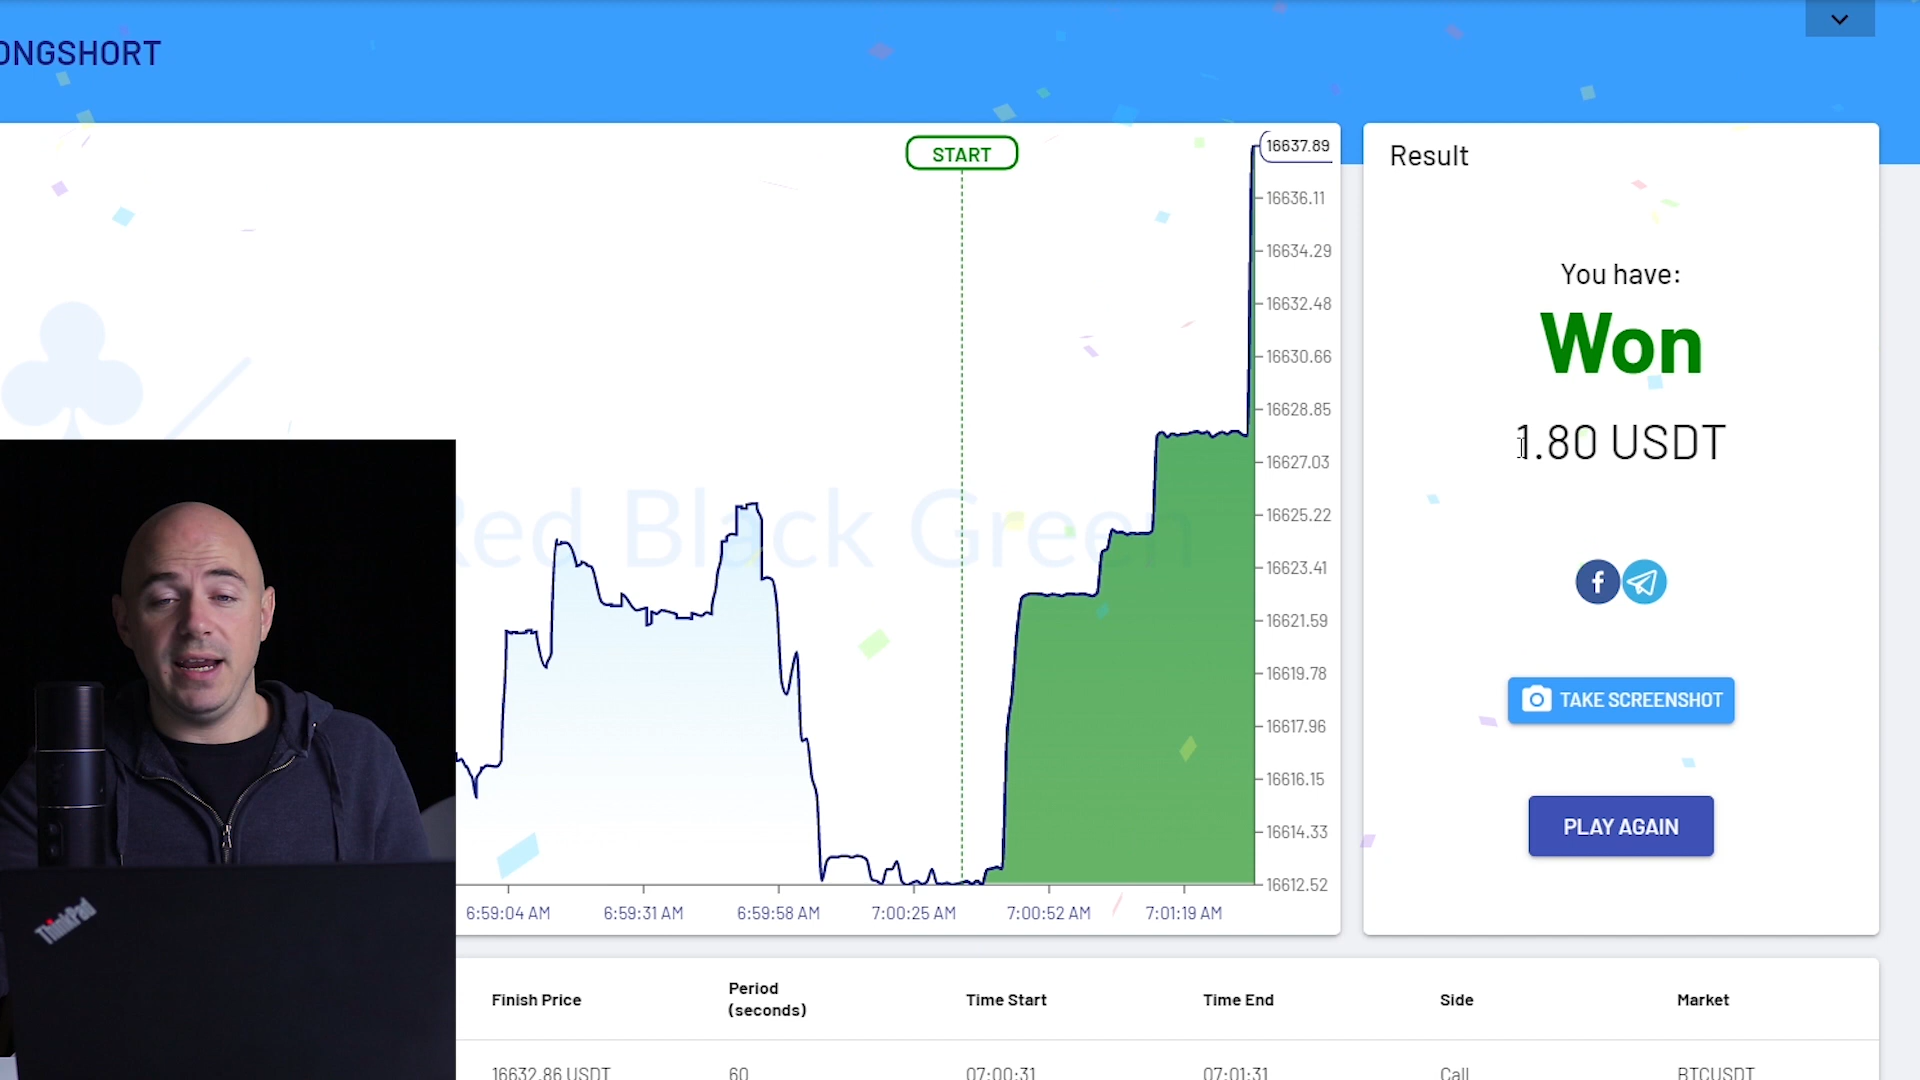 ONGSHORT
START
16637.89
16636.11
16634.29
16632.48
16630.66
16628.85
16627.03
16625.22
16623.41
16621.59
16619.78
16617.96
16616.15
16614.33
16612.52
Red Black Green
6:59:04 AM
6:59:31 AM
6:59:58 AM
7:00:25 AM
7:00:52 AM
7:01:19 AM
Result
You have:
Won
1.80 USDT
TAKE SCREENSHOT
PLAY AGAIN
ThinkPad
Finish Price
Period
(seconds)
Time Start
Time End
Side
Market
16632.86 USDT
60
07:00:31
07:01:31
Call
BTCUSDT